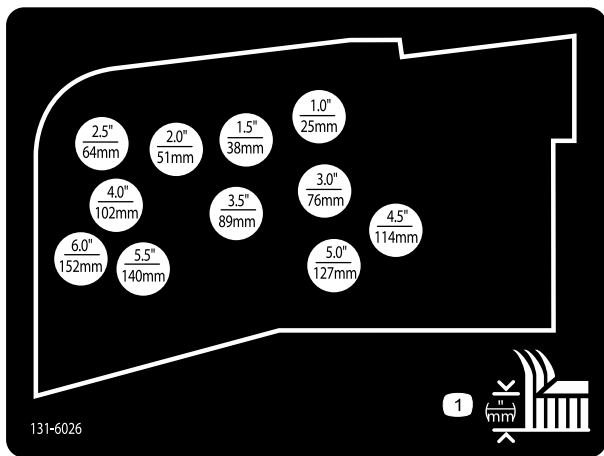 1.0"
25mm
1.5"
38mm
2.0"
51mm
2.5"
64mm
3.0"
76mm
4.0"
102mm
3.5"
89mm
4.5"
114mm
6.0"
152mm
5.5"
140mm
5.0"
127mm
1
(")
mm
131-6026